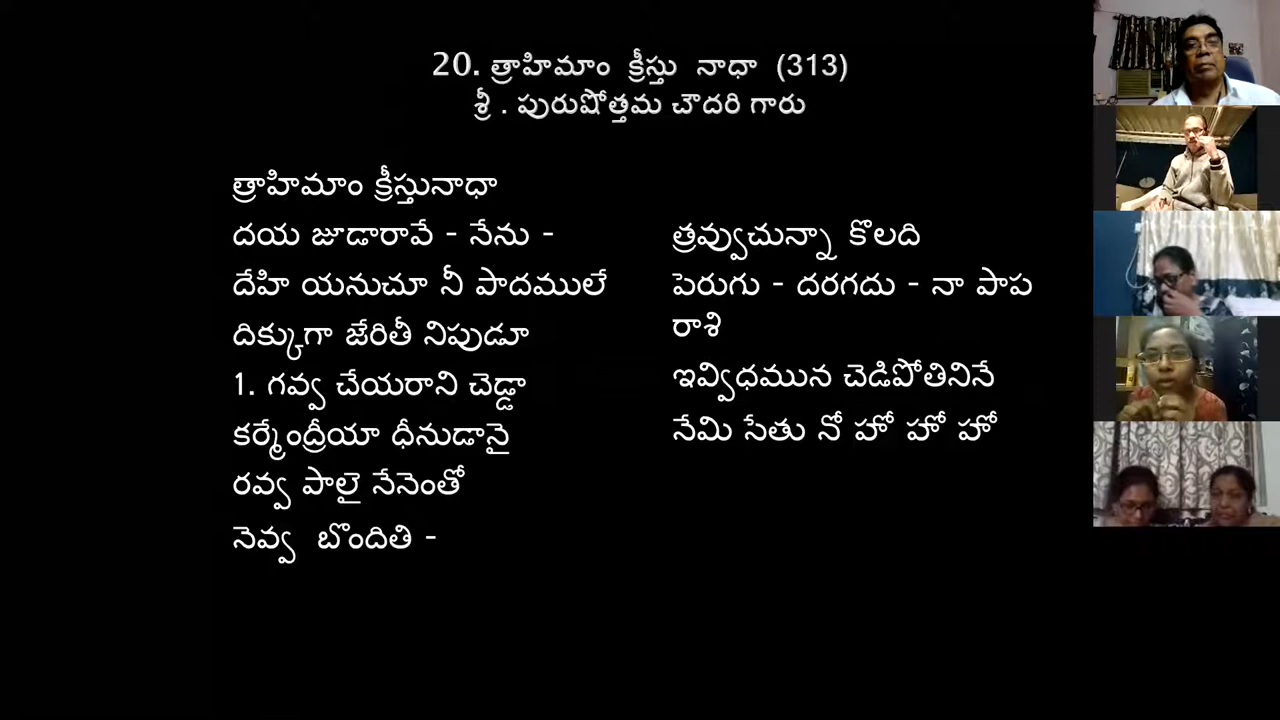 20. త్రాహిమాం క్రీస్తు నాధా (313)
శ్రీ . పురుషోత్తమ చౌదరి గారు
త్రాహిమాం క్రీస్తునాధా
దయ జూడారావే - నేను -
దేహి యనుచూ నీ పాదములే
దిక్కుగా జేరితీ నిపుడూ
1. గవ్వ చేయరాని చెడ్డా
కర్మేంద్రీయా ధీనుడానై
రవ్వ పాలై నేనెంతో
నెవ్వ బొందితి -
త్రవ్వుచున్నా కొలది
పెరుగు - దరగదు - నా పాప
రాశి
ఇవ్విధమున చెడిపోతినినే
నేమి సేతు నో హో హో హో